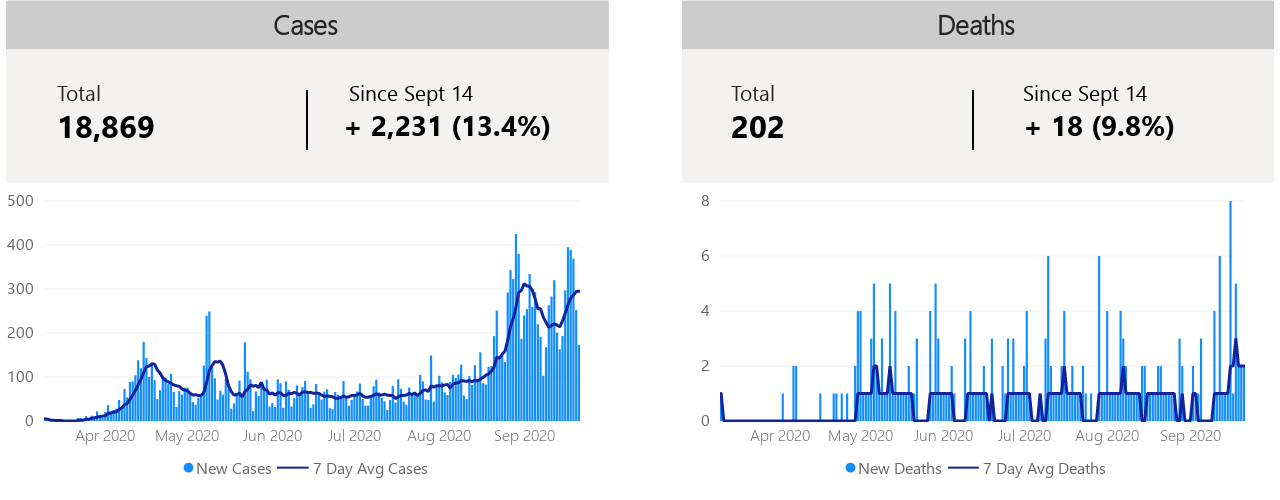 Cases
Total
18,869
Since Sept 14
+ 2,231 (13.4%)
500
400
300
200
100
0
Apr 2020 May 2020 Jun 2020 Jul 2020 Aug 2020 Sep 2020
New Cases 7 Day Avg Cases
Deaths
Total
202
Since Sept 14
+ 18 (9.8%)
8
6
4
2
0
Apr 2020 May 2020 Jun 2020 Jul 2020 Aug 2020 Sep 2020
New Deaths 7 Day Avg Deaths